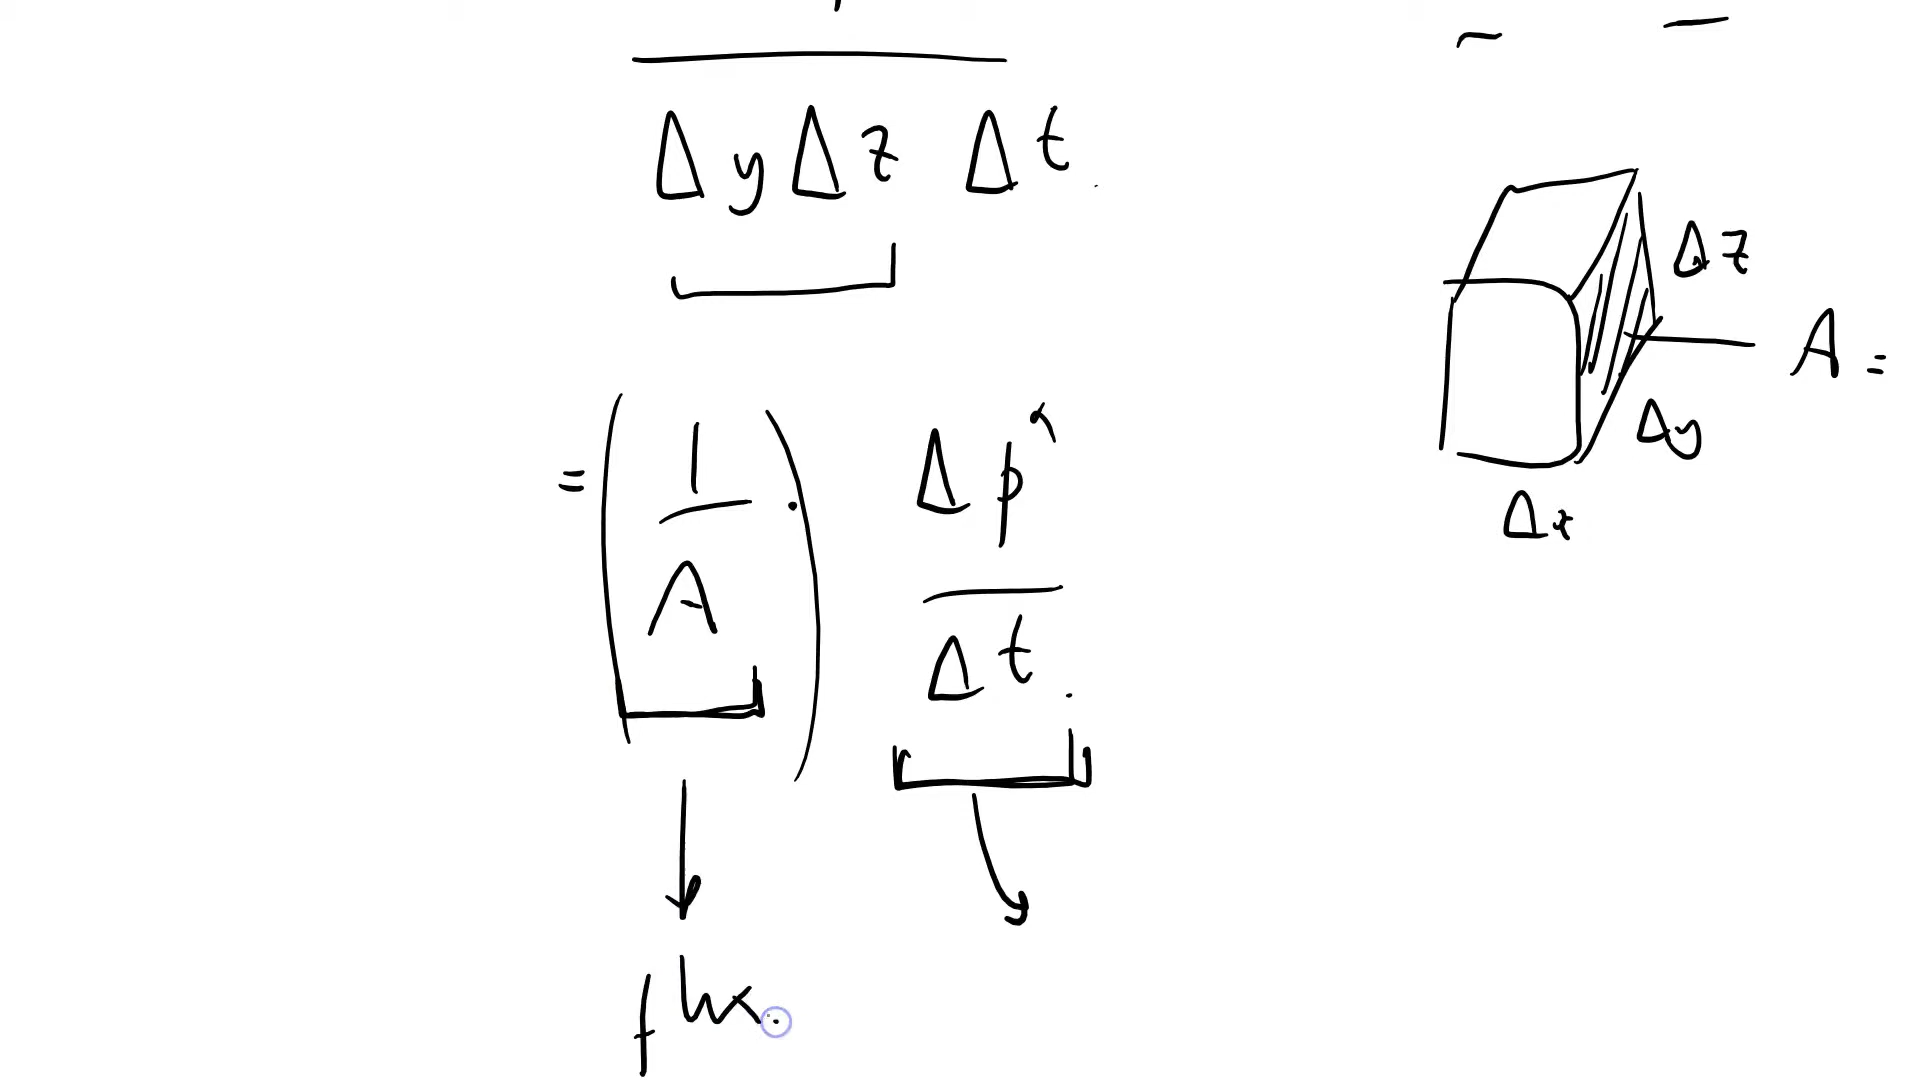 Δy Δz Δt
= (1/A ·) Δp^x/Δt
flux.
Δz
A =
Δy
Δx